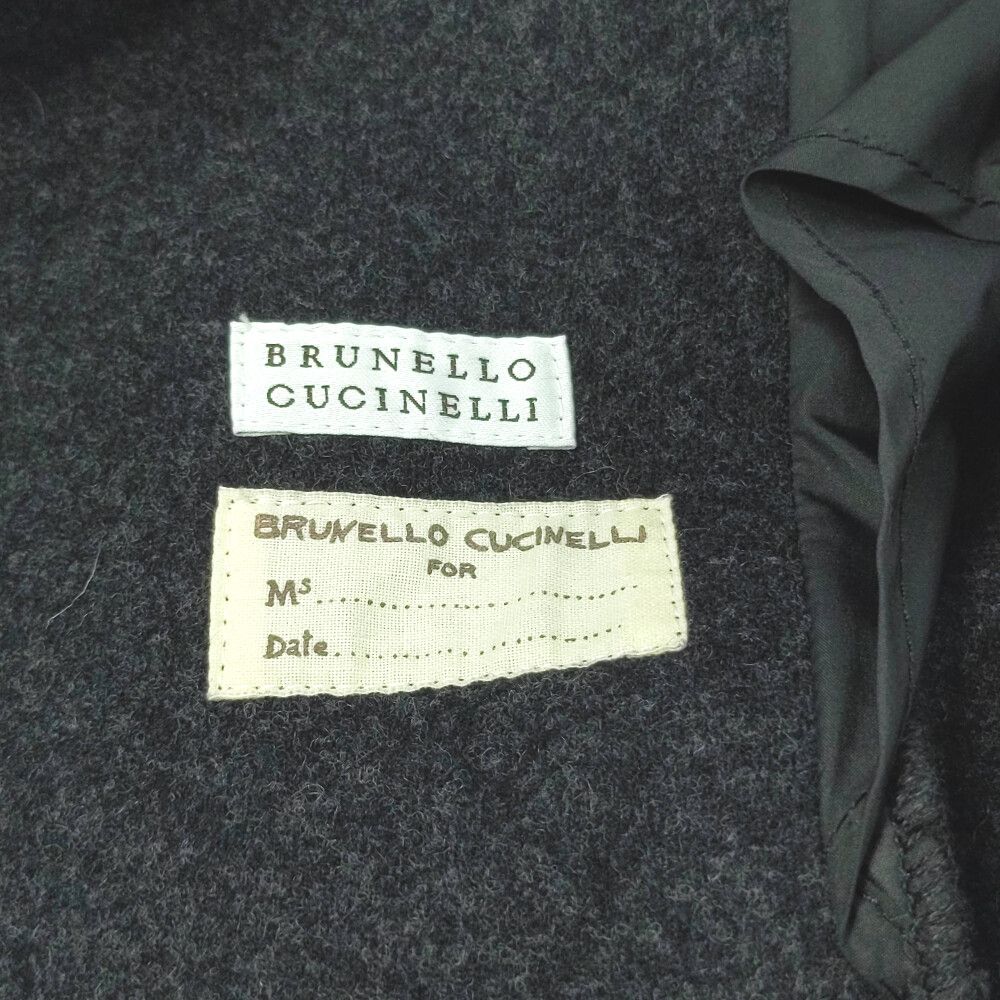 BRUNELLO
CUCINELLI
BRUNELLO CUCINELLI
FOR
Ms........................................
Date........................................